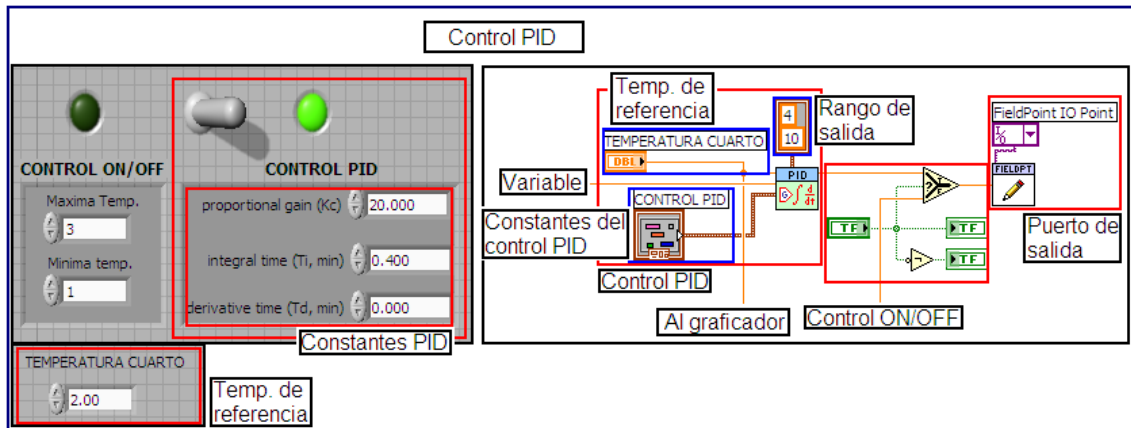 Control PID
CONTROL ON/OFF
CONTROL PID
Maxima Temp.
3
Minima temp.
1
proportional gain (Kc)
20.000
integral time (Ti, min)
0.400
derivative time (Td, min)
0.000
Constantes PID
TEMPERATURA CUARTO
2.00
Temp. de
referencia
Temp. de
referencia
4
10
Rango de
salida
TEMPERATURA CUARTO
DBL
PID
Variable
Constantes del
control PID
CONTROL PID
Control PID
Al graficador
Control ON/OFF
TF
TF
TF
?
T
F
FieldPoint IO Point
I/O
FIELDPT
Puerto de
salida